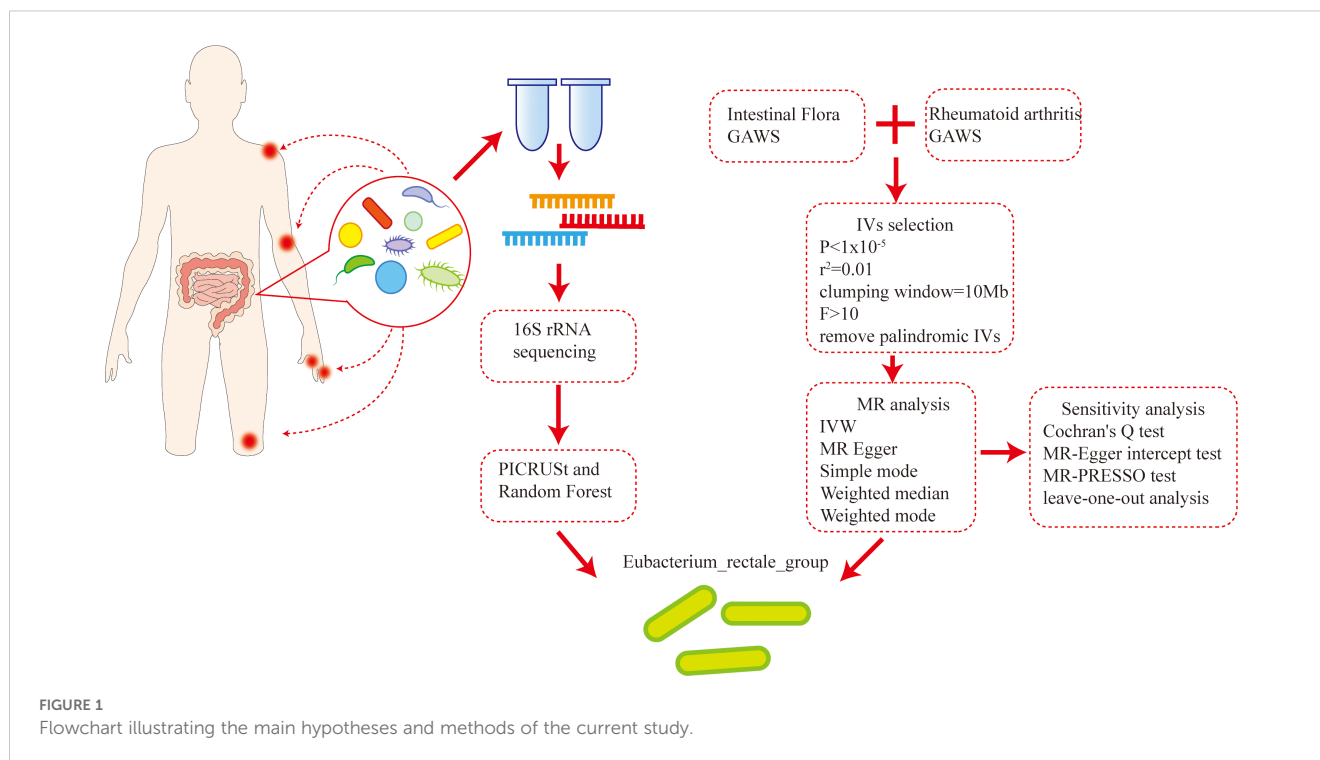 Intestinal Flora
GAWS
Rheumatoid arthritis
GAWS
IVs selection
P<1x10⁻⁵
r²=0.01
clumping window=10Mb
F>10
remove palindromic IVs
16S rRNA
sequencing
MR analysis
IVW
MR Egger
Simple mode
Weighted median
Weighted mode
Sensitivity analysis
Cochran's Q test
MR-Egger intercept test
MR-PRESSO test
leave-one-out analysis
PICRUSt and
Random Forest
Eubacterium_rectale_group
FIGURE 1
Flowchart illustrating the main hypotheses and methods of the current study.